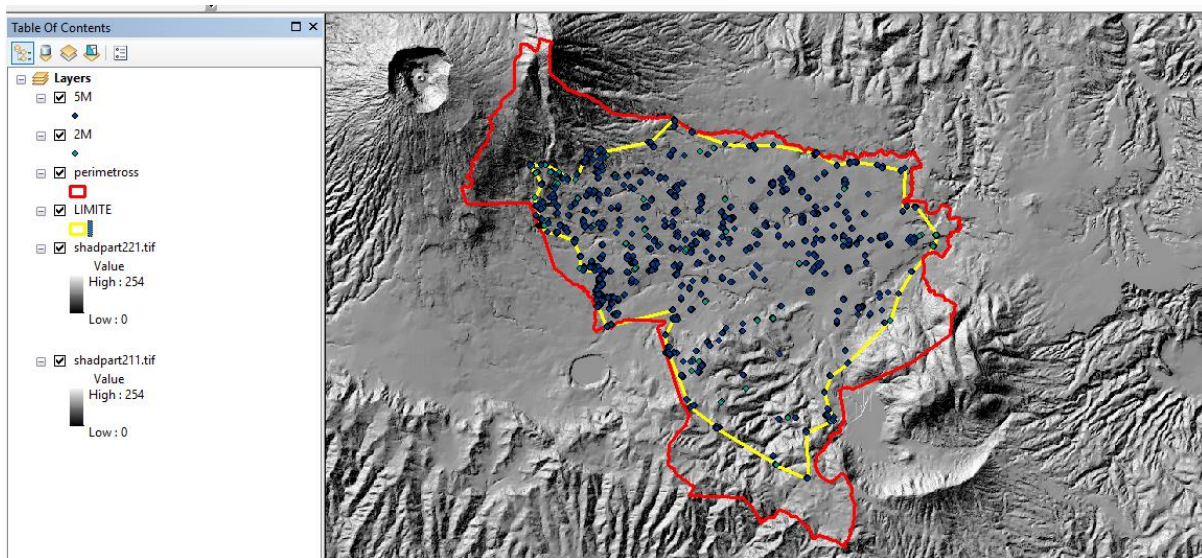 Table Of Contents
Layers
5M
2M
perimetross
LIMITE
shadpart221.tif
Value
High : 254
Low : 0
shadpart211.tif
Value
High : 254
Low : 0